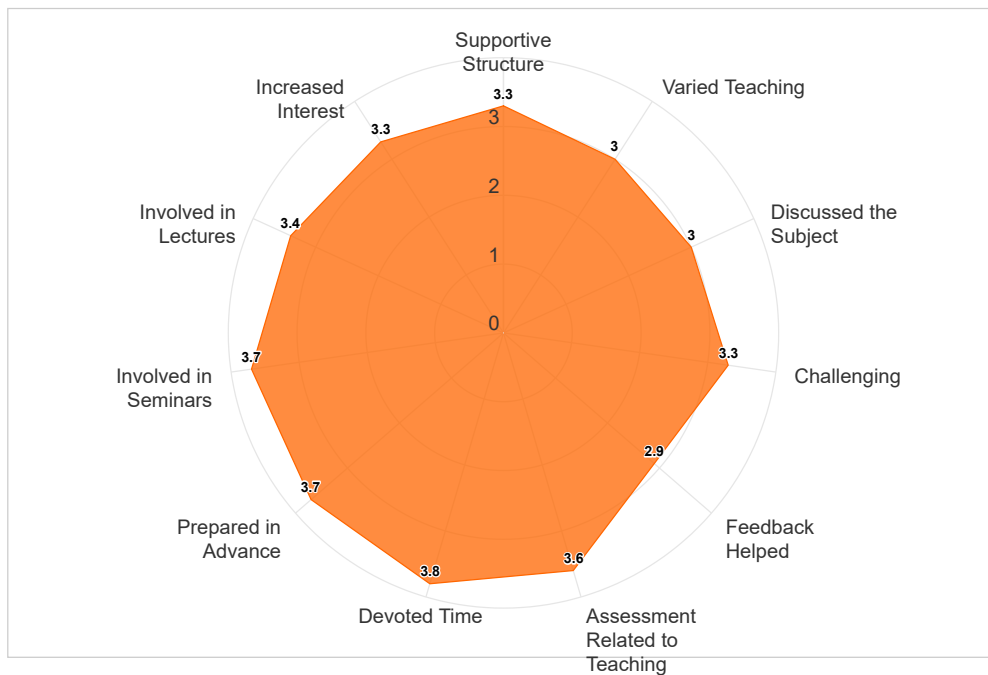 Supportive
Structure
3.3
Varied Teaching
3
Discussed the
Subject
3
Challenging
3.3
Feedback
Helped
2.9
Assessment
Related to
Teaching
3.6
Devoted Time
3.8
Prepared in
Advance
3.7
Involved in
Seminars
3.7
Involved in
Lectures
3.4
Increased
Interest
3.3
3
2
1
0